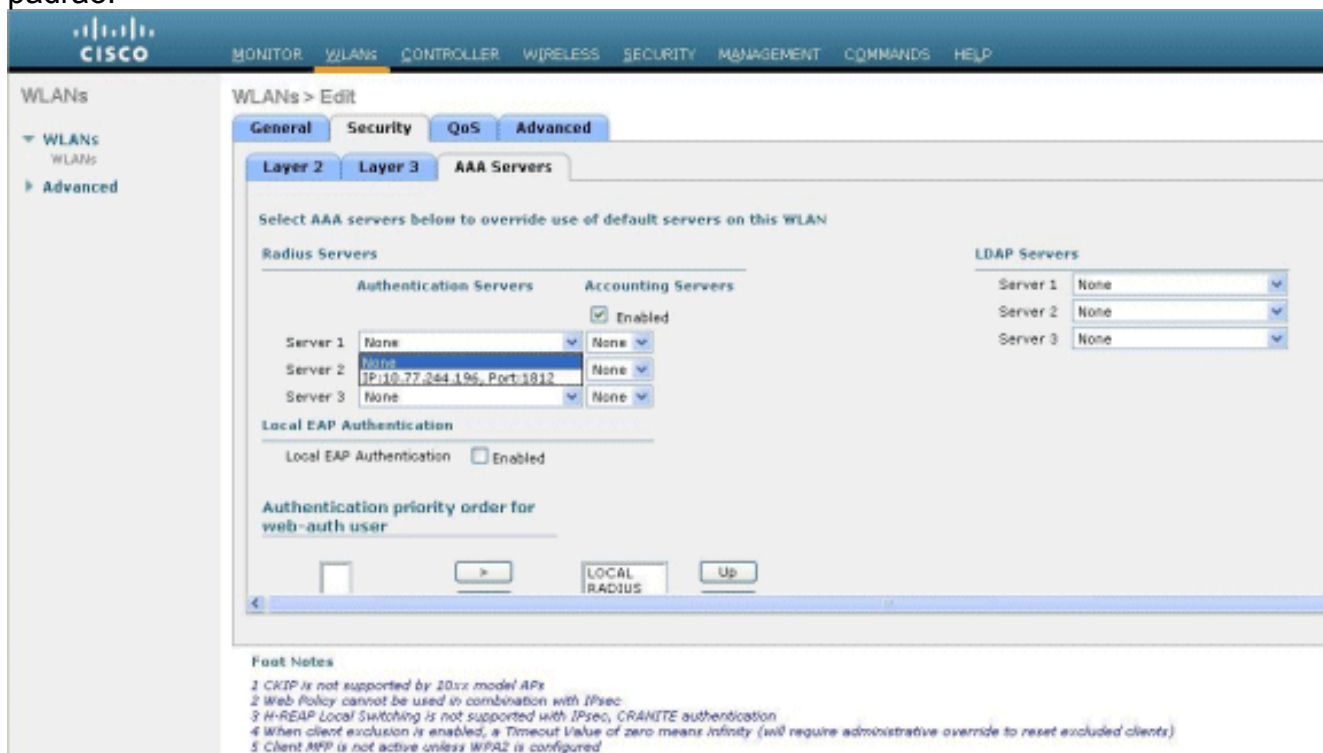 padrão.
CISCO
MONITOR WLANs CONTROLLER WIRELESS SECURITY MANAGEMENT COMMANDS HELP
WLANs
WLANs
WLANs
Advanced
WLANs > Edit
General Security QoS Advanced
Layer 2 Layer 3 AAA Servers
Select AAA servers below to override use of default servers on this WLAN
Radius Servers
Authentication Servers Accounting Servers
Enabled
Server 1 None None
Server 2 None None
IP:10.77.244.196, Port:1812
Server 3 None None
LDAP Servers
Server 1 None
Server 2 None
Server 3 None
Local EAP Authentication
Local EAP Authentication Enabled
Authentication priority order for
web-auth user
>
LOCAL
RADIUS
Up
Foot Notes
1 CKIP is not supported by 10xx model APs
2 Web Policy cannot be used in combination with IPsec
3 H-REAP Local Switching is not supported with IPsec, CRANITE authentication
4 When client exclusion is enabled, a Timeout Value of zero means infinity (will require administrative override to reset excluded clients)
5 Client MFP is not active unless WPA2 is configured